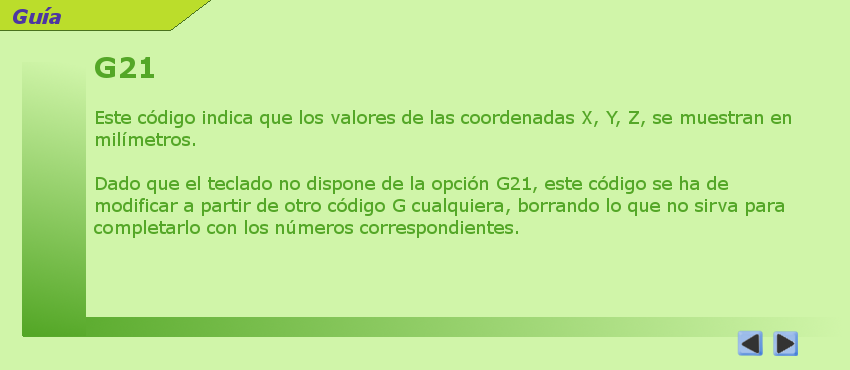 Guía
G21
Este código indica que los valores de las coordenadas X, Y, Z, se muestran en
milímetros.
Dado que el teclado no dispone de la opción G21, este código se ha de
modificar a partir de otro código G cualquiera, borrando lo que no sirva para
completarlo con los números correspondientes.